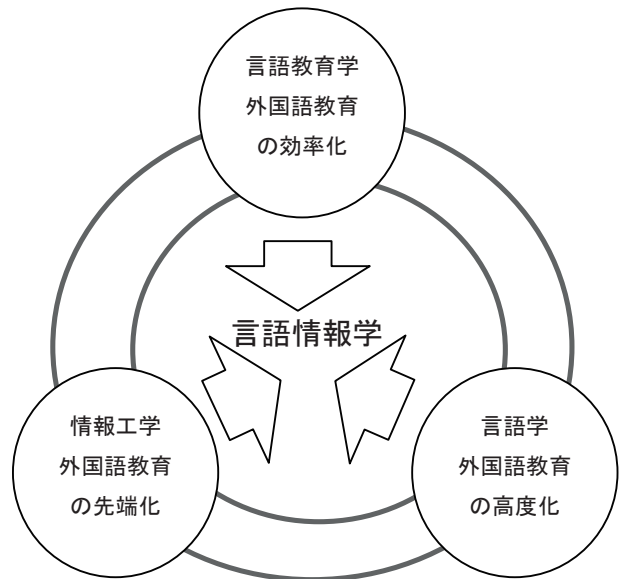 言語教育学
外国語教育
の効率化
言語情報学
情報工学
外国語教育
の先端化
言語学
外国語教育
の高度化